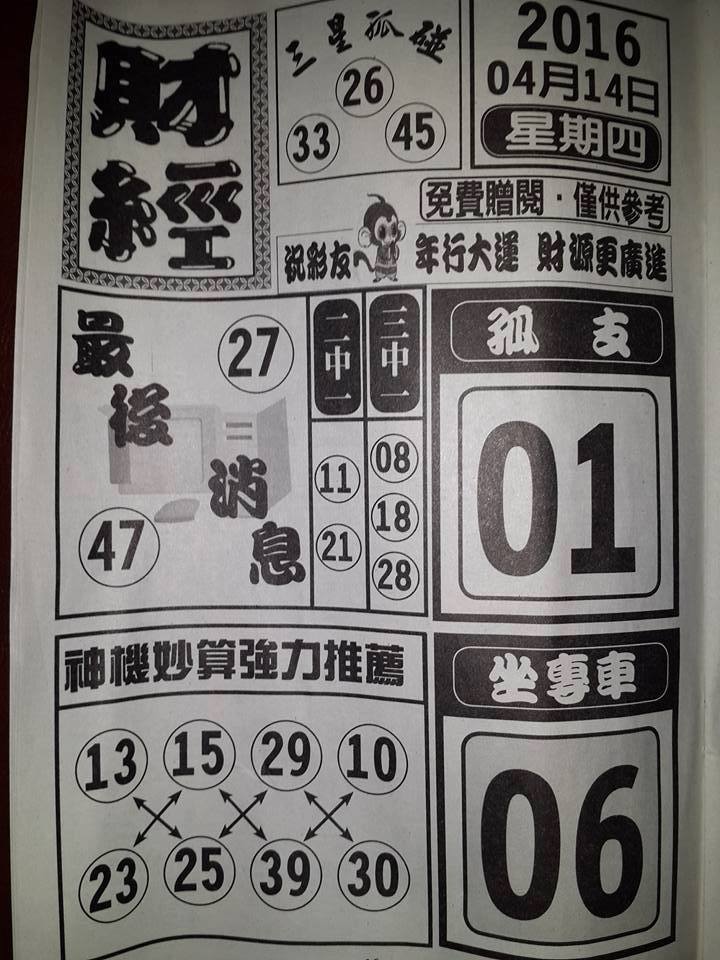 財經
三星孤碰
26
33
45
2016
04月14日
星期四
免費贈閱．僅供參考
祝彩友 年行大運 財源更廣進
最後消息
27
47
二中一
11
21
三中一
08
18
28
孤支
01
神機妙算強力推薦
13 15 29 10
23 25 39 30
坐專車
06